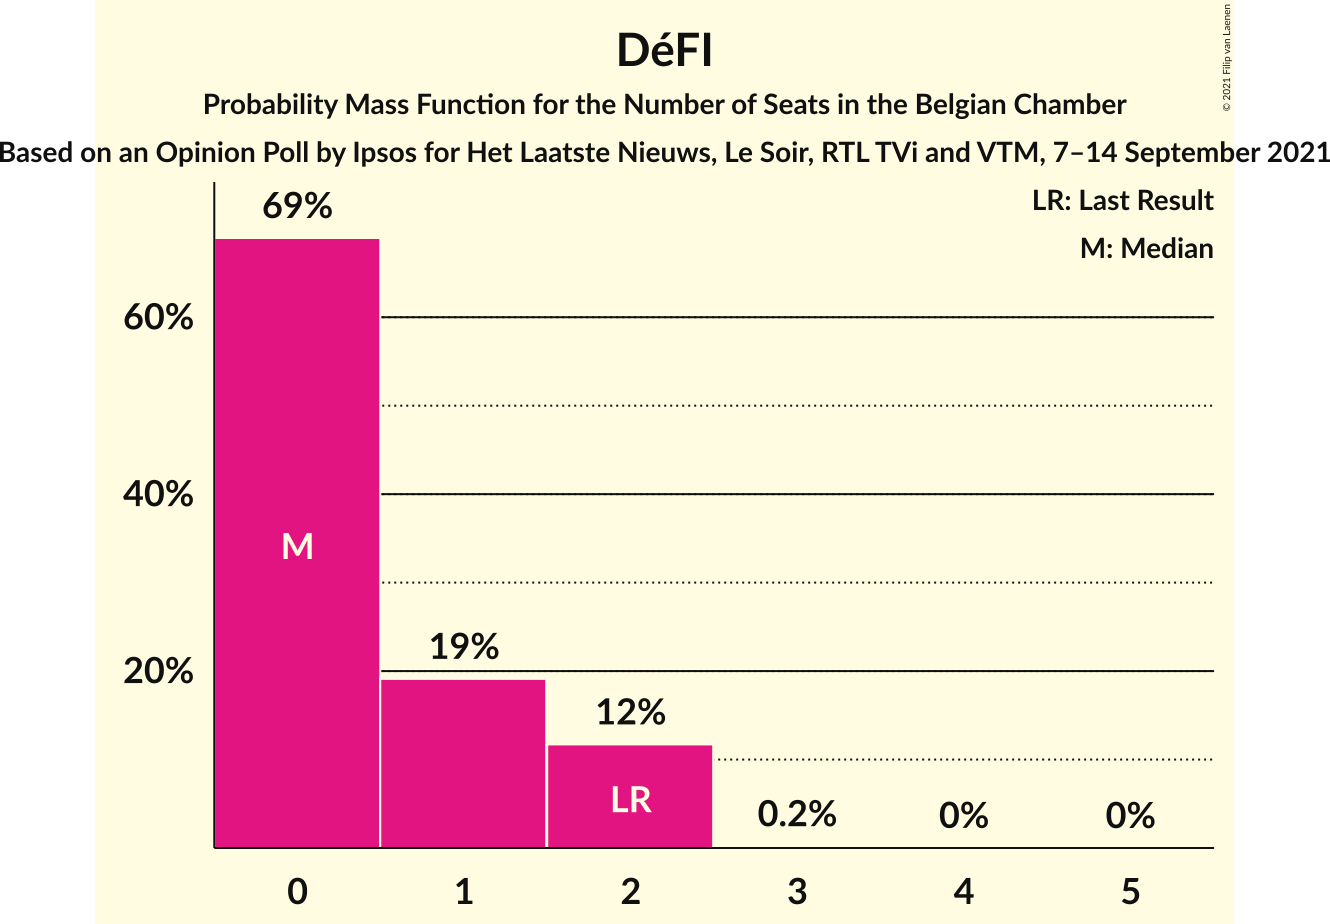 DéFI
Probability Mass Function for the Number of Seats in the Belgian Chamber
Based on an Opinion Poll by Ipsos for Het Laatste Nieuws, Le Soir, RTL TVi and VTM, 7–14 September 2021
© 2021 Filip van Laenen
LR: Last Result
M: Median
69%
60%
40%
M
19%
20%
12%
LR
0.2%
0%
0%
0
1
2
3
4
5